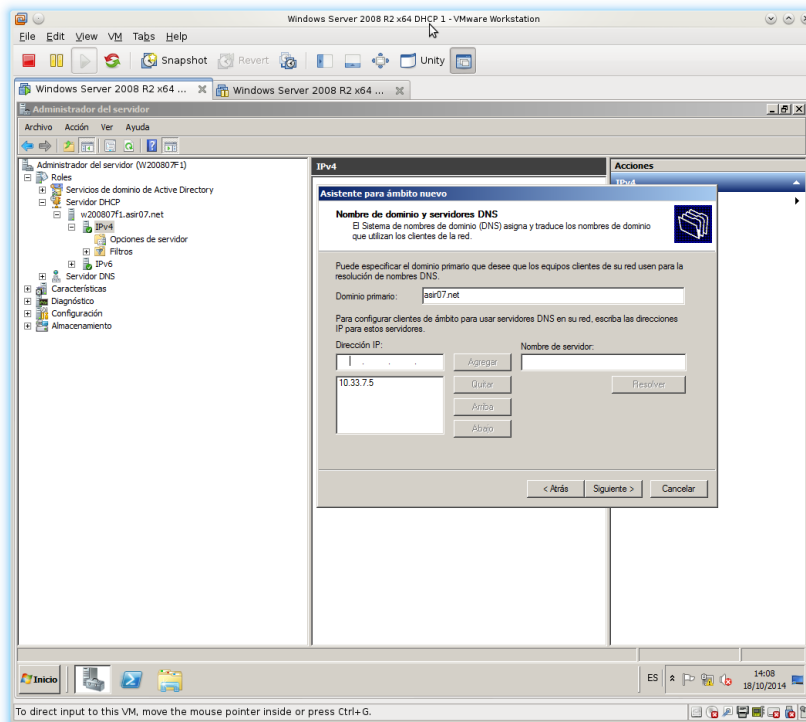 Windows Server 2008 R2 x64 DHCP 1 - VMware Workstation
File Edit View VM Tabs Help
Snapshot Revert Unity
Windows Server 2008 R2 x64 ... Windows Server 2008 R2 x64 ...
Administrador del servidor
Archivo Acción Ver Ayuda
Administrador del servidor (W200807F1)
Roles
Servicios de dominio de Active Directory
Servidor DHCP
w200807f1.asir07.net
IPv4
Opciones de servidor
Filtros
IPv6
Servidor DNS
Características
Diagnóstico
Configuración
Almacenamiento
IPv4
Acciones
IPv4
Asistente para ámbito nuevo
Nombre de dominio y servidores DNS
El Sistema de nombres de dominio (DNS) asigna y traduce los nombres de dominio
que utilizan los clientes de la red.
Puede especificar el dominio primario que desee que los equipos clientes de su red usen para la
resolución de nombres DNS.
Dominio primario: asir07.net
Para configurar clientes de ámbito para usar servidores DNS en su red, escriba las direcciones
IP para estos servidores.
Dirección IP: Nombre de servidor:
. . . Agregar
10.33.7.5 Quitar Resolver
Arriba
Abajo
< Atrás Siguiente > Cancelar
Inicio ES 14:08
18/10/2014
To direct input to this VM, move the mouse pointer inside or press Ctrl+G.